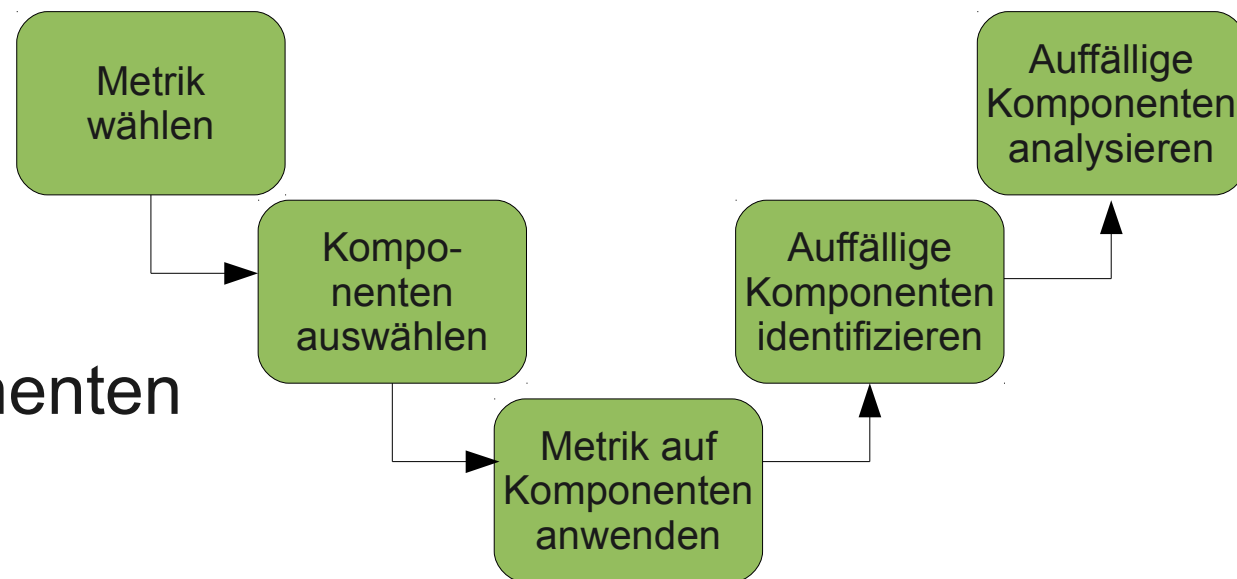 Metrik
wählen
Kompo-
nenten
auswählen
Metrik auf
Komponenten
anwenden
Auffällige
Komponenten
identifizieren
Auffällige
Komponenten
analysieren
nenten